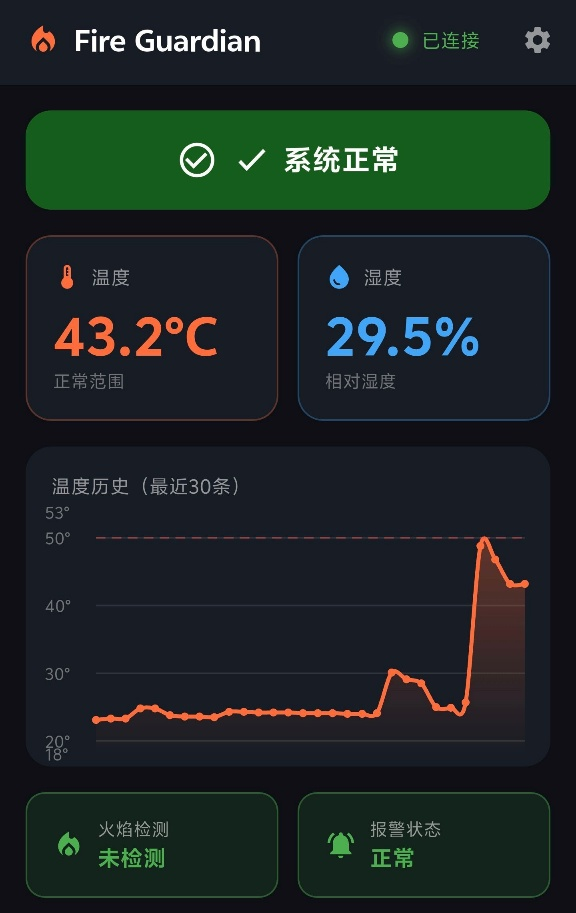 Fire Guardian
已连接
✓ 系统正常
温度
43.2°C
正常范围
湿度
29.5%
相对湿度
温度历史（最近30条）
53°
50°
40°
30°
20°
18°
火焰检测
未检测
报警状态
正常